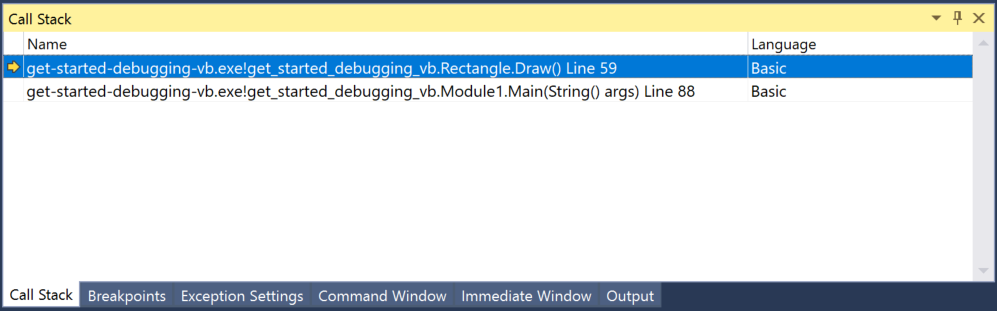 Call Stack
Name Language
get-started-debugging-vb.exe!get_started_debugging_vb.Rectangle.Draw() Line 59 Basic
get-started-debugging-vb.exe!get_started_debugging_vb.Module1.Main(String() args) Line 88 Basic
Call Stack Breakpoints Exception Settings Command Window Immediate Window Output